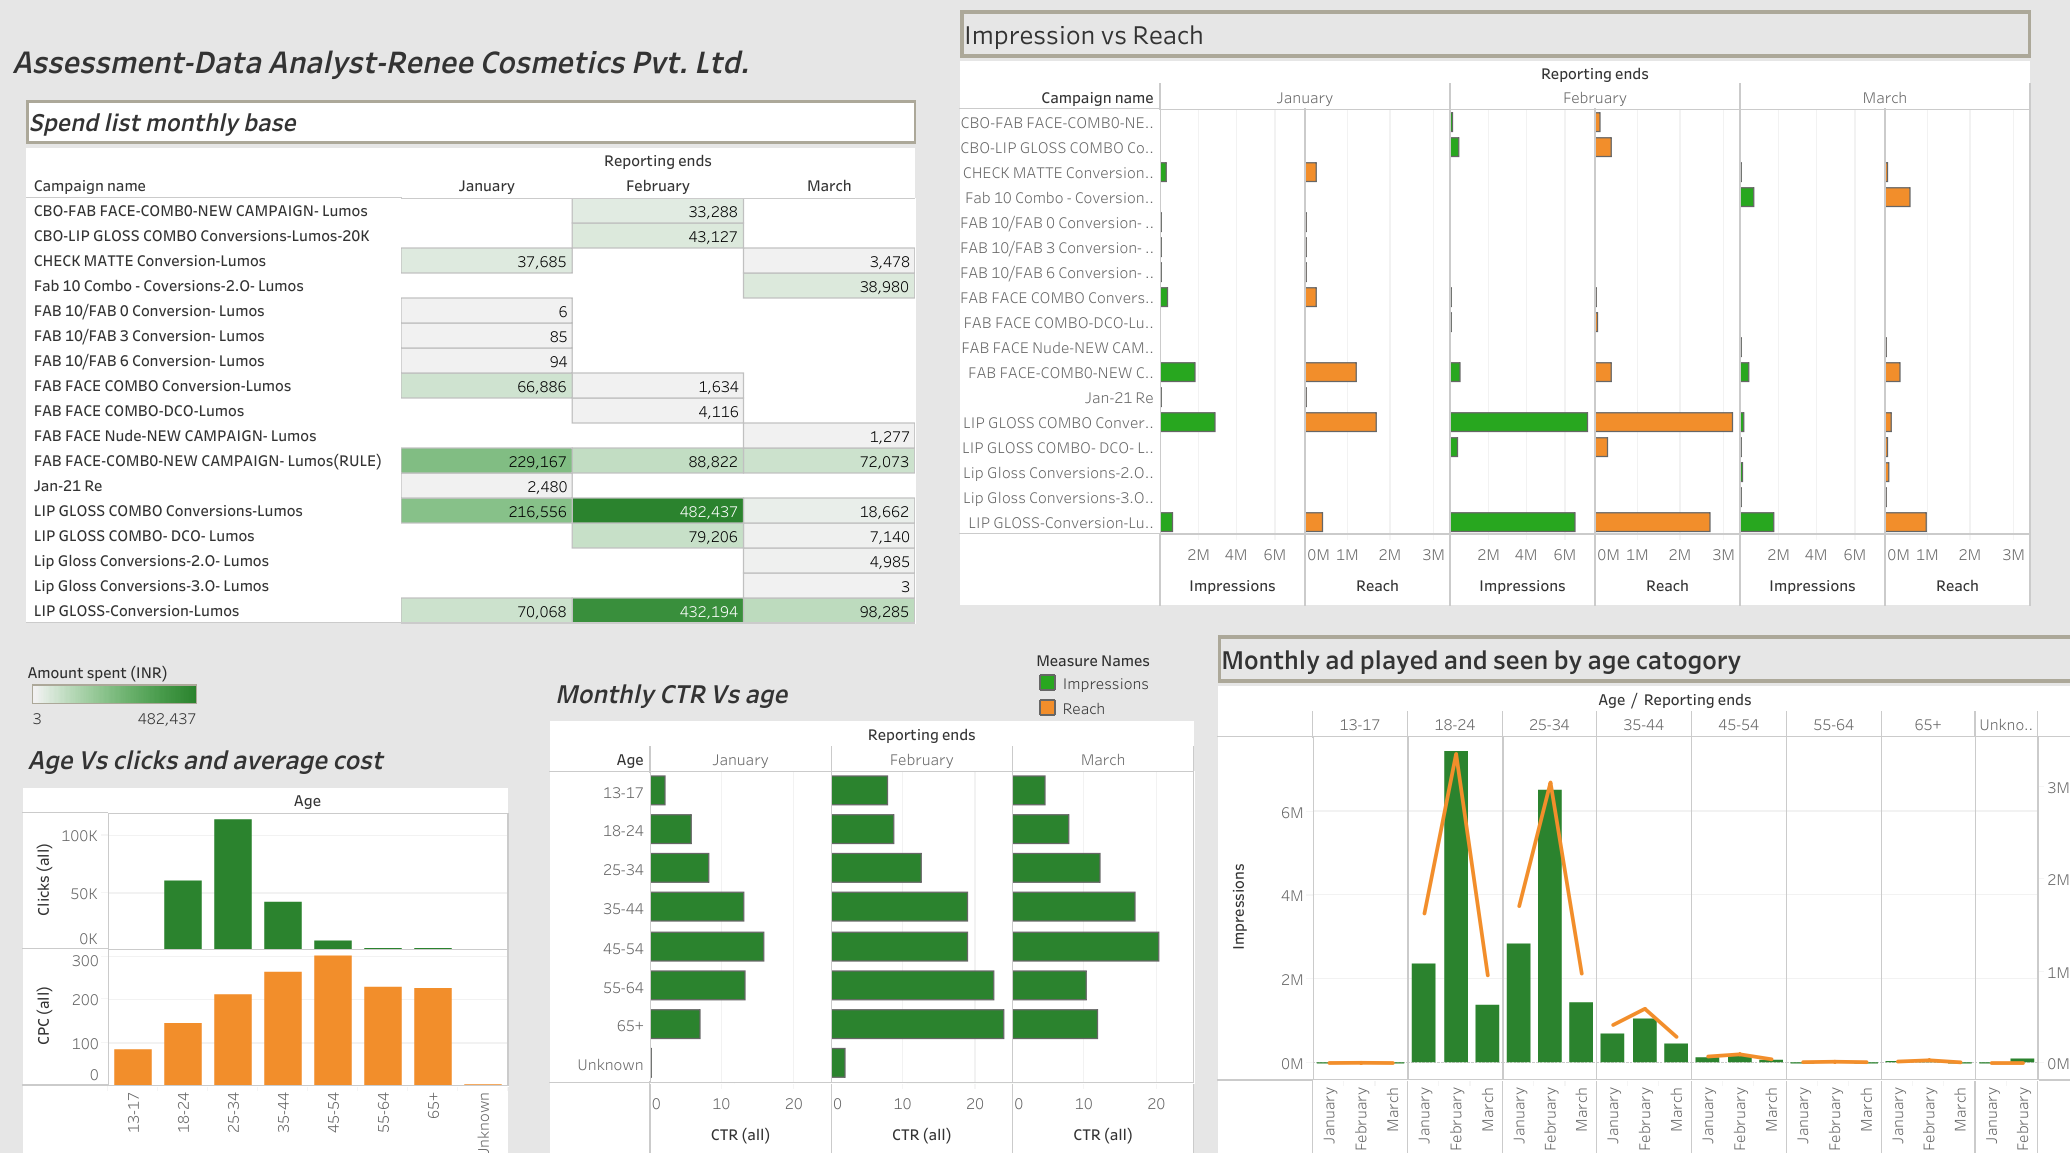 Assessment-Data Analyst-Renee Cosmetics Pvt. Ltd.
Spend list monthly base
Reporting ends
Campaign name January February March
CBO-FAB FACE-COMB0-NEW CAMPAIGN- Lumos 33,288
CBO-LIP GLOSS COMBO Conversions-Lumos-20K 43,127
CHECK MATTE Conversion-Lumos 37,685 3,478
Fab 10 Combo - Coversions-2.O- Lumos 38,980
FAB 10/FAB 0 Conversion- Lumos 6
FAB 10/FAB 3 Conversion- Lumos 85
FAB 10/FAB 6 Conversion- Lumos 94
FAB FACE COMBO Conversion-Lumos 66,886 1,634
FAB FACE COMBO-DCO-Lumos 4,116
FAB FACE Nude-NEW CAMPAIGN- Lumos 1,277
FAB FACE-COMB0-NEW CAMPAIGN- Lumos(RULE) 229,167 88,822 72,073
Jan-21 Re 2,480
LIP GLOSS COMBO Conversions-Lumos 216,556 482,437 18,662
LIP GLOSS COMBO- DCO- Lumos 79,206 7,140
Lip Gloss Conversions-2.O- Lumos 4,985
Lip Gloss Conversions-3.O- Lumos 3
LIP GLOSS-Conversion-Lumos 70,068 432,194 98,285
Impression vs Reach
Reporting ends
Campaign name January February March
CBO-FAB FACE-COMB0-NE..
CBO-LIP GLOSS COMBO Co..
CHECK MATTE Conversion..
Fab 10 Combo - Coversion..
FAB 10/FAB 0 Conversion- ..
FAB 10/FAB 3 Conversion- ..
FAB 10/FAB 6 Conversion- ..
FAB FACE COMBO Convers..
FAB FACE COMBO-DCO-Lu..
FAB FACE Nude-NEW CAM..
FAB FACE-COMB0-NEW C..
Jan-21 Re
LIP GLOSS COMBO Conver..
LIP GLOSS COMBO- DCO- L..
Lip Gloss Conversions-2.O..
Lip Gloss Conversions-3.O..
LIP GLOSS-Conversion-Lu..
2M 4M 6M 0M 1M 2M 3M 2M 4M 6M 0M 1M 2M 3M 2M 4M 6M 0M 1M 2M 3M
Impressions Reach Impressions Reach Impressions Reach
Amount spent (INR)
3 482,437
Age Vs clicks and average cost
Age
Clicks (all)
100K
50K
0K
CPC (all)
300
200
100
0
13-17 18-24 25-34 35-44 45-54 55-64 65+ Unknown
Monthly CTR Vs age
Measure Names
Impressions
Reach
Reporting ends
Age January February March
13-17
18-24
25-34
35-44
45-54
55-64
65+
Unknown
0 10 20 0 10 20 0 10 20
CTR (all) CTR (all) CTR (all)
Monthly ad played and seen by age catogory
Age / Reporting ends
13-17 18-24 25-34 35-44 45-54 55-64 65+ Unkno..
Impressions
6M
4M
2M
0M
3M
2M
1M
0M
January February March January February March January February March January February March January February March January February March January February March January February